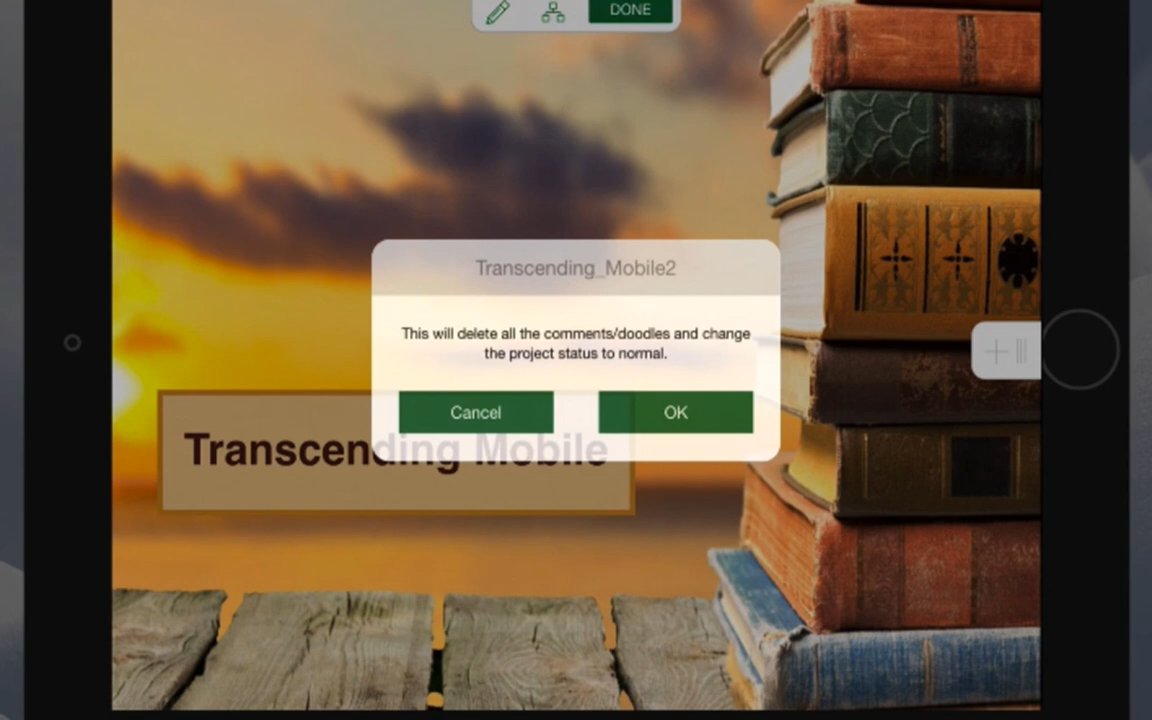 DONE
Transcending_Mobile2
This will delete all the comments/doodles and change
the project status to normal.
Cancel
OK
Transcending Mobile